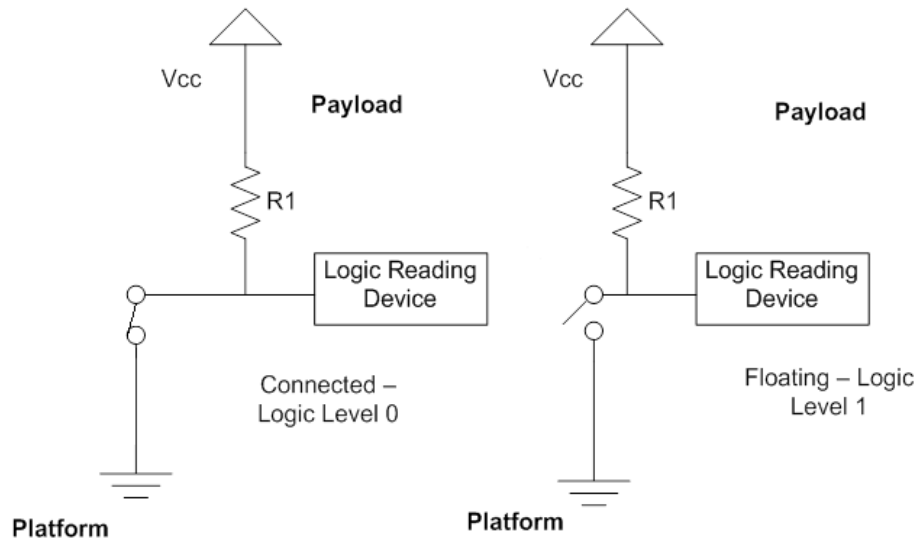 Vcc
Payload
R1
Logic Reading
Device
Connected –
Logic Level 0
Platform
Vcc
Payload
R1
Logic Reading
Device
Floating – Logic
Level 1
Platform